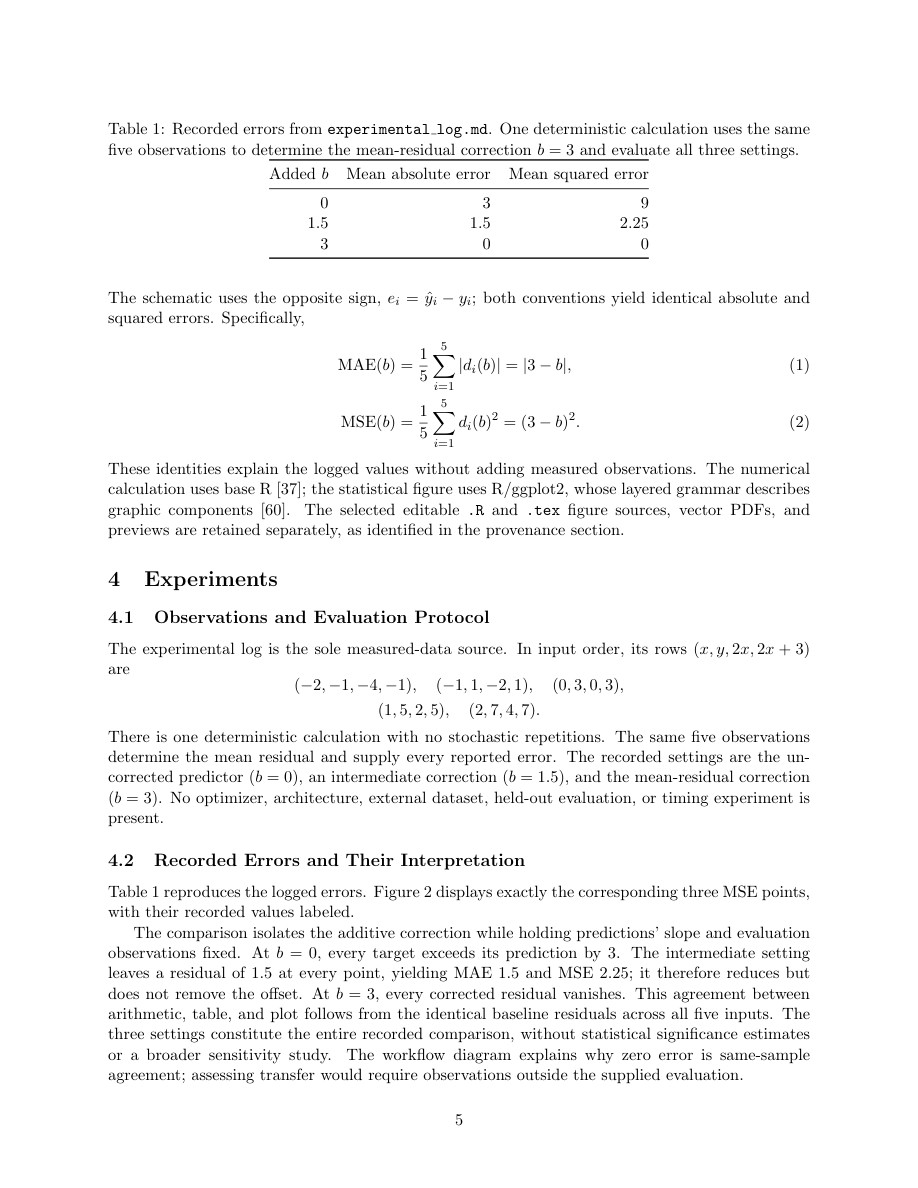 Table 1: Recorded errors from experimental_log.md. One deterministic calculation uses the same
five observations to determine the mean-residual correction b = 3 and evaluate all three settings.
Added b Mean absolute error Mean squared error
0 3 9
1.5 1.5 2.25
3 0 0
The schematic uses the opposite sign, eᵢ = ŷᵢ − yᵢ; both conventions yield identical absolute and
squared errors. Specifically,
MAE(b) = 1/5 ∑_{i=1}^{5} |dᵢ(b)| = |3 − b|, (1)
MSE(b) = 1/5 ∑_{i=1}^{5} dᵢ(b)² = (3 − b)². (2)
These identities explain the logged values without adding measured observations. The numerical
calculation uses base R [37]; the statistical figure uses R/ggplot2, whose layered grammar describes
graphic components [60]. The selected editable .R and .tex figure sources, vector PDFs, and
previews are retained separately, as identified in the provenance section.
4 Experiments
4.1 Observations and Evaluation Protocol
The experimental log is the sole measured-data source. In input order, its rows (x, y, 2x, 2x + 3)
are
(−2, −1, −4, −1), (−1, 1, −2, 1), (0, 3, 0, 3),
(1, 5, 2, 5), (2, 7, 4, 7).
There is one deterministic calculation with no stochastic repetitions. The same five observations
determine the mean residual and supply every reported error. The recorded settings are the un-
corrected predictor (b = 0), an intermediate correction (b = 1.5), and the mean-residual correction
(b = 3). No optimizer, architecture, external dataset, held-out evaluation, or timing experiment is
present.
4.2 Recorded Errors and Their Interpretation
Table 1 reproduces the logged errors. Figure 2 displays exactly the corresponding three MSE points,
with their recorded values labeled.
The comparison isolates the additive correction while holding predictions' slope and evaluation
observations fixed. At b = 0, every target exceeds its prediction by 3. The intermediate setting
leaves a residual of 1.5 at every point, yielding MAE 1.5 and MSE 2.25; it therefore reduces but
does not remove the offset. At b = 3, every corrected residual vanishes. This agreement between
arithmetic, table, and plot follows from the identical baseline residuals across all five inputs. The
three settings constitute the entire recorded comparison, without statistical significance estimates
or a broader sensitivity study. The workflow diagram explains why zero error is same-sample
agreement; assessing transfer would require observations outside the supplied evaluation.
5